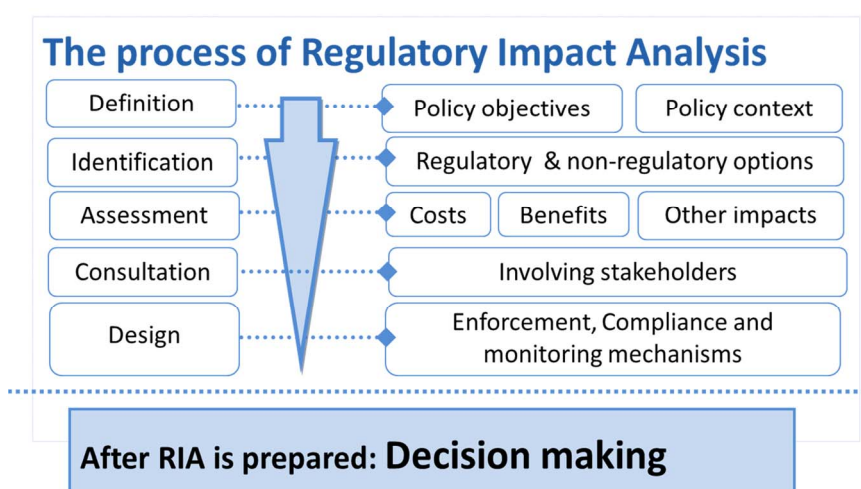 The process of Regulatory Impact Analysis
Definition
Policy objectives
Policy context
Identification
Regulatory & non-regulatory options
Assessment
Costs
Benefits
Other impacts
Consultation
Involving stakeholders
Design
Enforcement, Compliance and
monitoring mechanisms
After RIA is prepared: Decision making